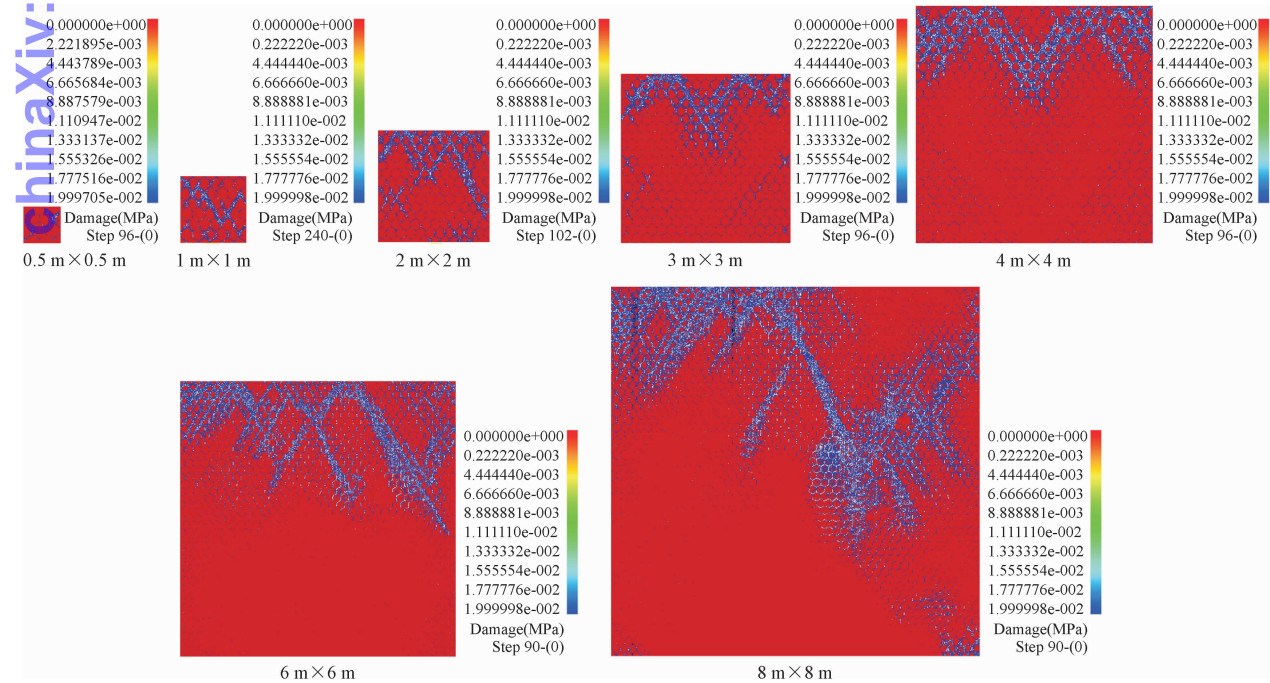 chinaXiv:
0.000000e+000
2.221895e-003
4.443789e-003
6.665684e-003
8.887579e-003
1.110947e-002
1.333137e-002
1.555326e-002
1.777516e-002
1.999705e-002
Damage(MPa)
Step 96-(0)
0.5 m×0.5 m
0.000000e+000
0.222220e-003
4.444440e-003
6.666660e-003
8.888881e-003
1.111110e-002
1.333332e-002
1.555554e-002
1.777776e-002
1.999998e-002
Damage(MPa)
Step 240-(0)
1 m×1 m
0.000000e+000
0.222220e-003
4.444440e-003
6.666660e-003
8.888881e-003
1.111110e-002
1.333332e-002
1.555554e-002
1.777776e-002
1.999998e-002
Damage(MPa)
Step 102-(0)
2 m×2 m
0.000000e+000
0.222220e-003
4.444440e-003
6.666660e-003
8.888881e-003
1.111110e-002
1.333332e-002
1.555554e-002
1.777776e-002
1.999998e-002
Damage(MPa)
Step 96-(0)
3 m×3 m
0.000000e+000
0.222220e-003
4.444440e-003
6.666660e-003
8.888881e-003
1.111110e-002
1.333332e-002
1.555554e-002
1.777776e-002
1.999998e-002
Damage(MPa)
Step 96-(0)
4 m×4 m
0.000000e+000
0.222220e-003
4.444440e-003
6.666660e-003
8.888881e-003
1.111110e-002
1.333332e-002
1.555554e-002
1.777776e-002
1.999998e-002
Damage(MPa)
Step 90-(0)
6 m×6 m
0.000000e+000
0.222220e-003
4.444440e-003
6.666660e-003
8.888881e-003
1.111110e-002
1.333332e-002
1.555554e-002
1.777776e-002
1.999998e-002
Damage(MPa)
Step 90-(0)
8 m×8 m